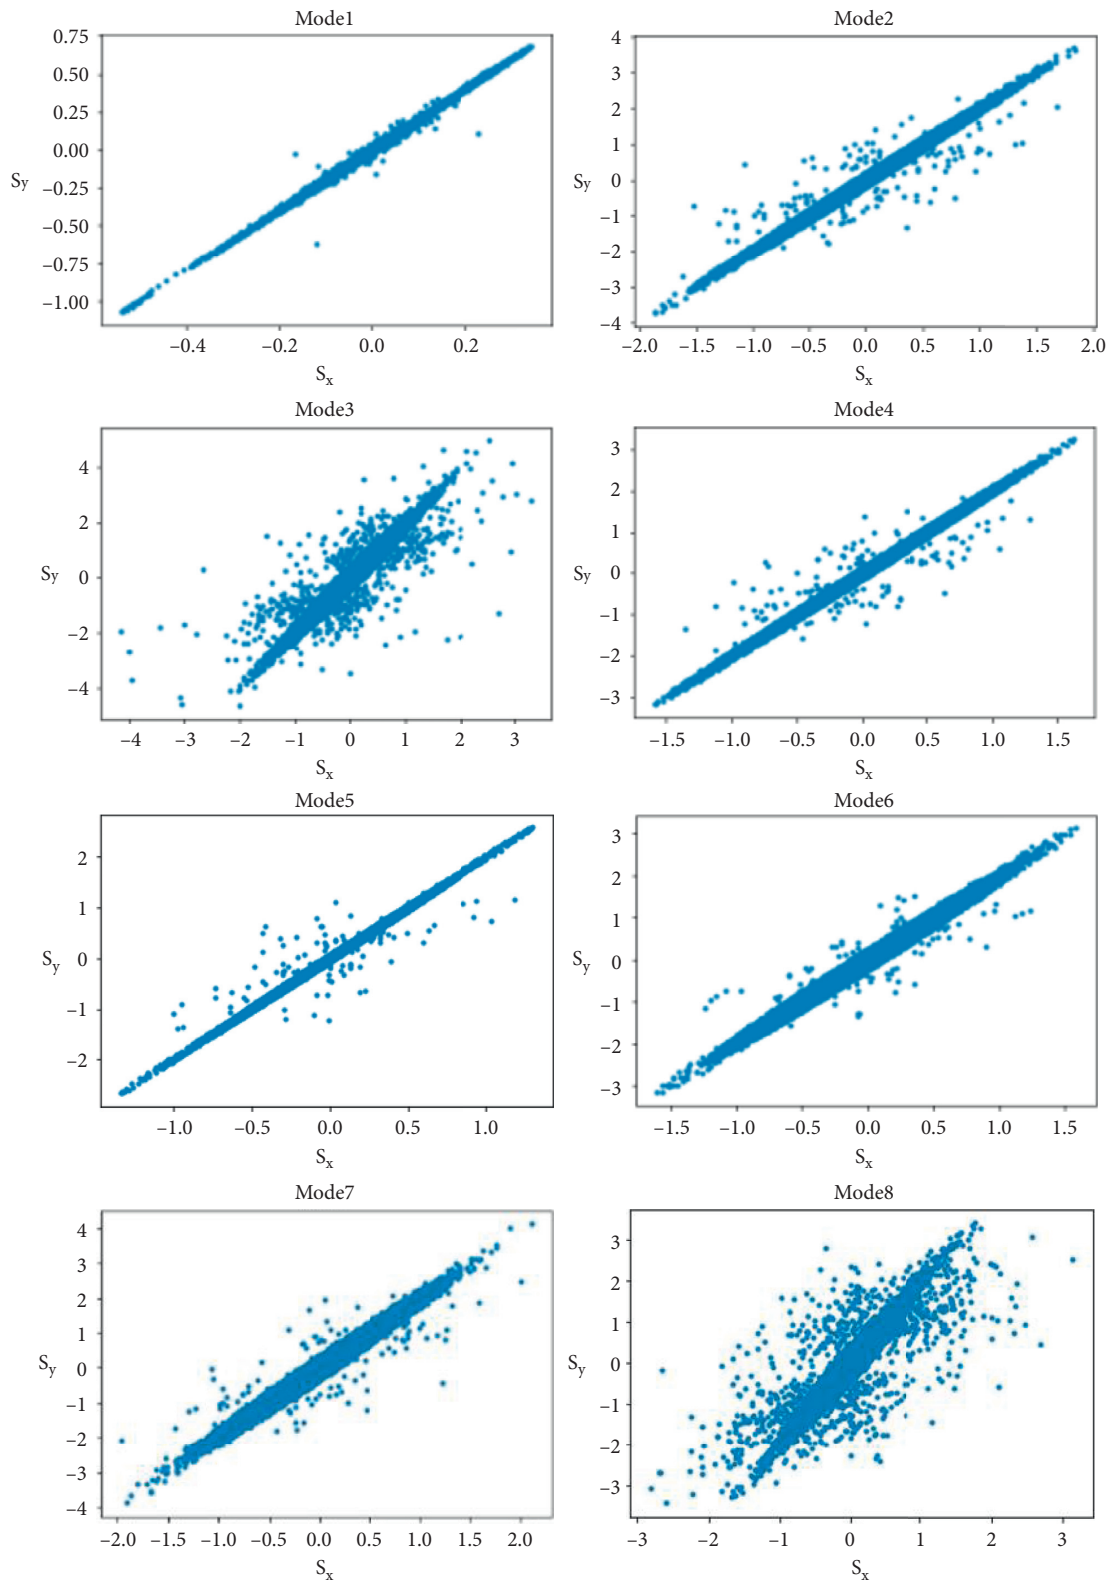 Mode1
0.75
0.50
0.25
0.00
–0.25
–0.50
–0.75
–1.00
Sy
–0.4 –0.2 0.0 0.2
Sx
Mode2
4
3
2
1
0
–1
–2
–3
–4
Sy
–2.0 –1.5 –1.0 –0.5 0.0 0.5 1.0 1.5 2.0
Sx
Mode3
4
2
0
–2
–4
Sy
–4 –3 –2 –1 0 1 2 3
Sx
Mode4
3
2
1
0
–1
–2
–3
Sy
–1.5 –1.0 –0.5 0.0 0.5 1.0 1.5
Sx
Mode5
2
1
0
–1
–2
Sy
–1.0 –0.5 0.0 0.5 1.0
Sx
Mode6
3
2
1
0
–1
–2
–3
Sy
–1.5 –1.0 –0.5 0.0 0.5 1.0 1.5
Sx
Mode7
4
3
2
1
0
–1
–2
–3
–4
Sy
–2.0 –1.5 –1.0 –0.5 0.0 0.5 1.0 1.5 2.0
Sx
Mode8
3
2
1
0
–1
–2
–3
Sy
–3 –2 –1 0 1 2 3
Sx